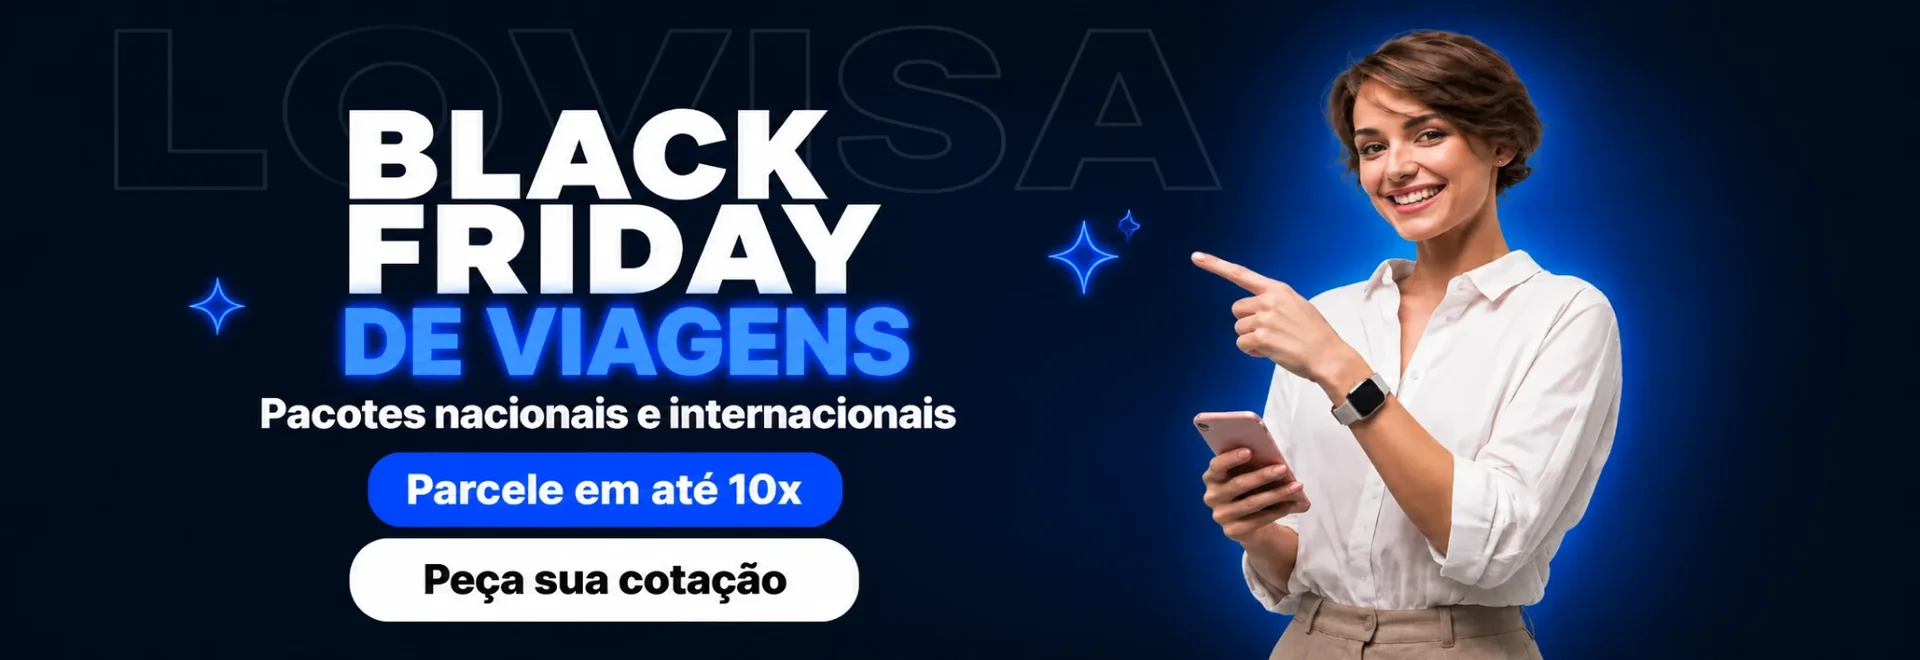 LOVISA
BLACK
FRIDAY
DE VIAGENS
Pacotes nacionais e internacionais
Parcele em até 10x
Peça sua cotação